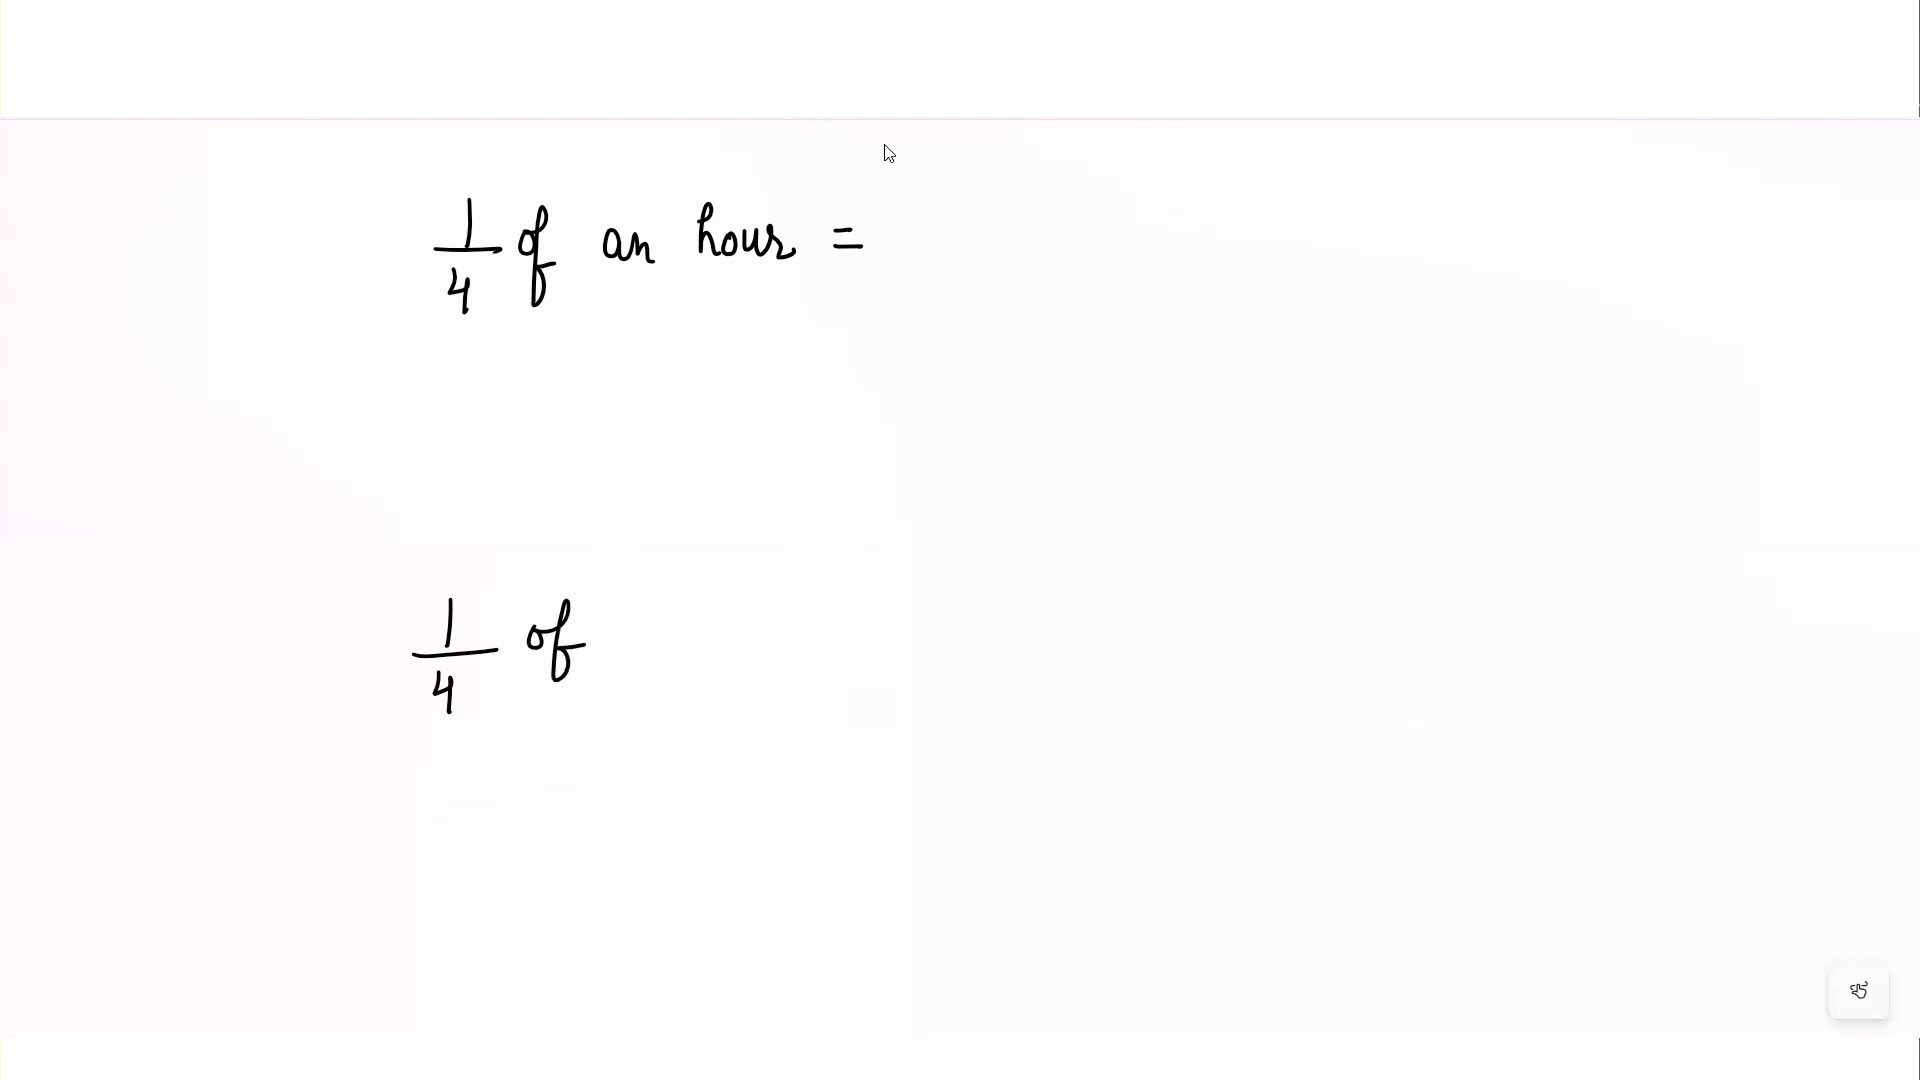 1/4 of an hour =
1/4 of